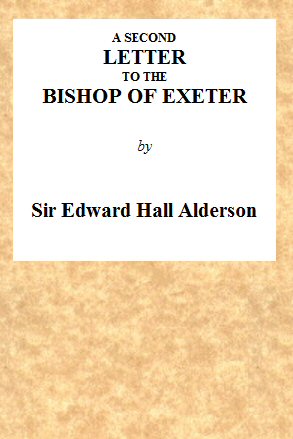 A SECOND
LETTER
TO THE
BISHOP OF EXETER
by
Sir Edward Hall Alderson